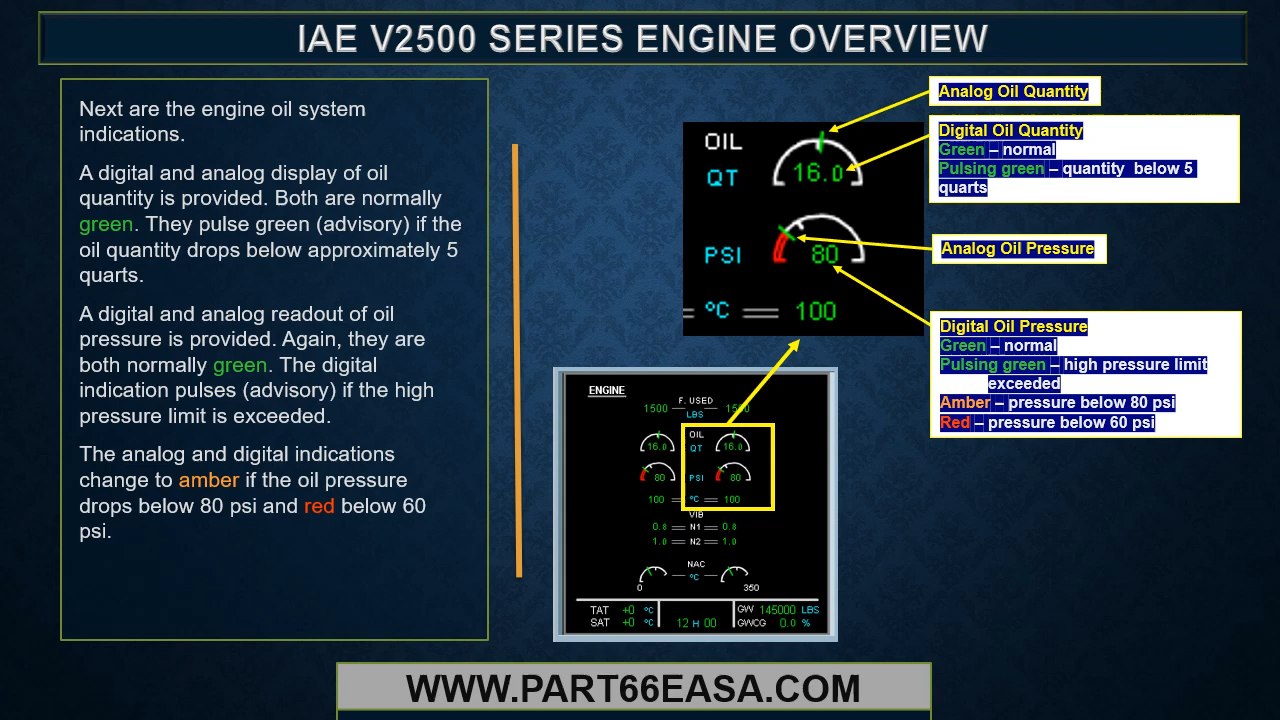 IAE V2500 SERIES ENGINE OVERVIEW
Next are the engine oil system
indications.
A digital and analog display of oil
quantity is provided. Both are normally
green. They pulse green (advisory) if the
oil quantity drops below approximately 5
quarts.
A digital and analog readout of oil
pressure is provided. Again, they are
both normally green. The digital
indication pulses (advisory) if the high
pressure limit is exceeded.
The analog and digital indications
change to amber if the oil pressure
drops below 80 psi and red below 60
psi.
OIL
QT 16.0
PSI 80
ºC 100
Analog Oil Quantity
Digital Oil Quantity
Green – normal
Pulsing green – quantity below 5
quarts
Analog Oil Pressure
Digital Oil Pressure
Green – normal
Pulsing green – high pressure limit
exceeded
Amber – pressure below 80 psi
Red – pressure below 60 psi
ENGINE
F. USED
1500 LBS 1500
OIL
16.0 QT 16.0
80 PSI 80
100 ºC 100
VIB
0.8 N1 0.8
1.0 N2 1.0
NAC
ºC
0 350
TAT +0 ºC GW 145000 LBS
SAT +0 ºC 12 H 00 GWCG 0.0 %
WWW.PART66EASA.COM